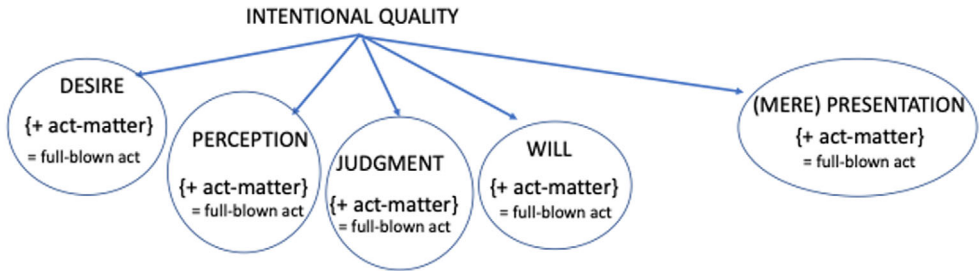 INTENTIONAL QUALITY
DESIRE
{+ act-matter}
= full-blown act
PERCEPTION
{+ act-matter}
= full-blown act
JUDGMENT
{+ act-matter}
= full-blown act
WILL
{+ act-matter}
= full-blown act
(MERE) PRESENTATION
{+ act-matter}
= full-blown act